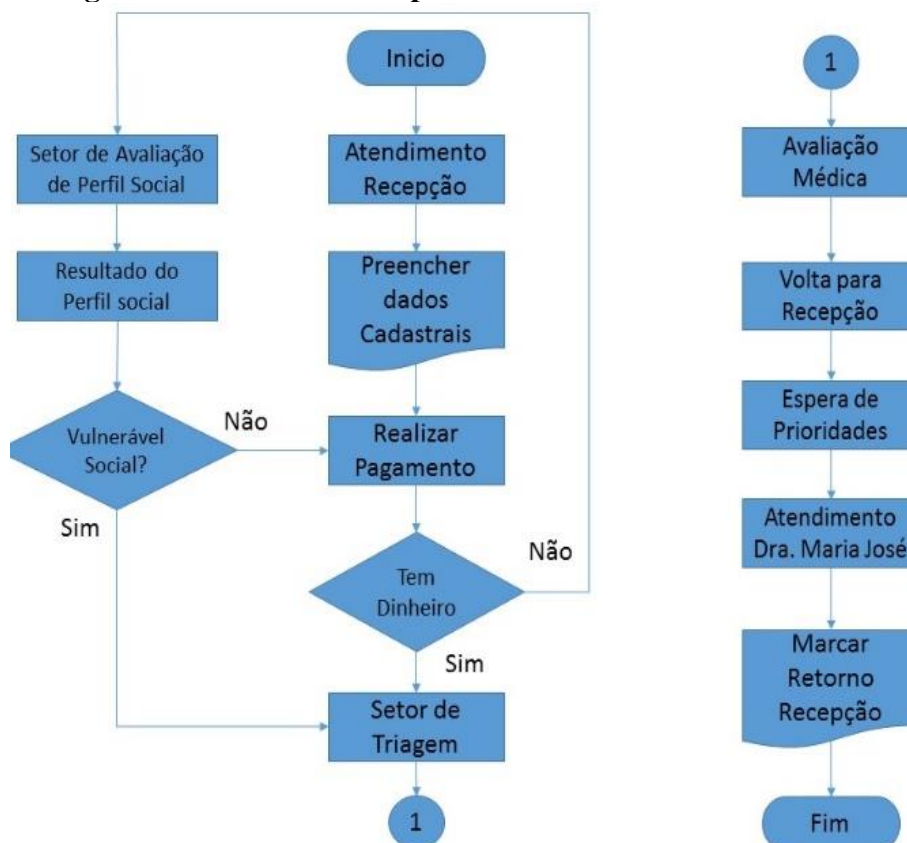 Inicio
1
Setor de Avaliação
de Perfil Social
Atendimento
Recepção
Avaliação
Médica
Resultado do
Perfil social
Preencher
dados
Cadastrais
Volta para
Recepção
Vulnerável
Social?
Não
Sim
Realizar
Pagamento
Espera de
Prioridades
Tem
Dinheiro
Não
Sim
Atendimento
Dra. Maria José
Setor de
Triagem
Marcar
Retorno
Recepção
1
Fim